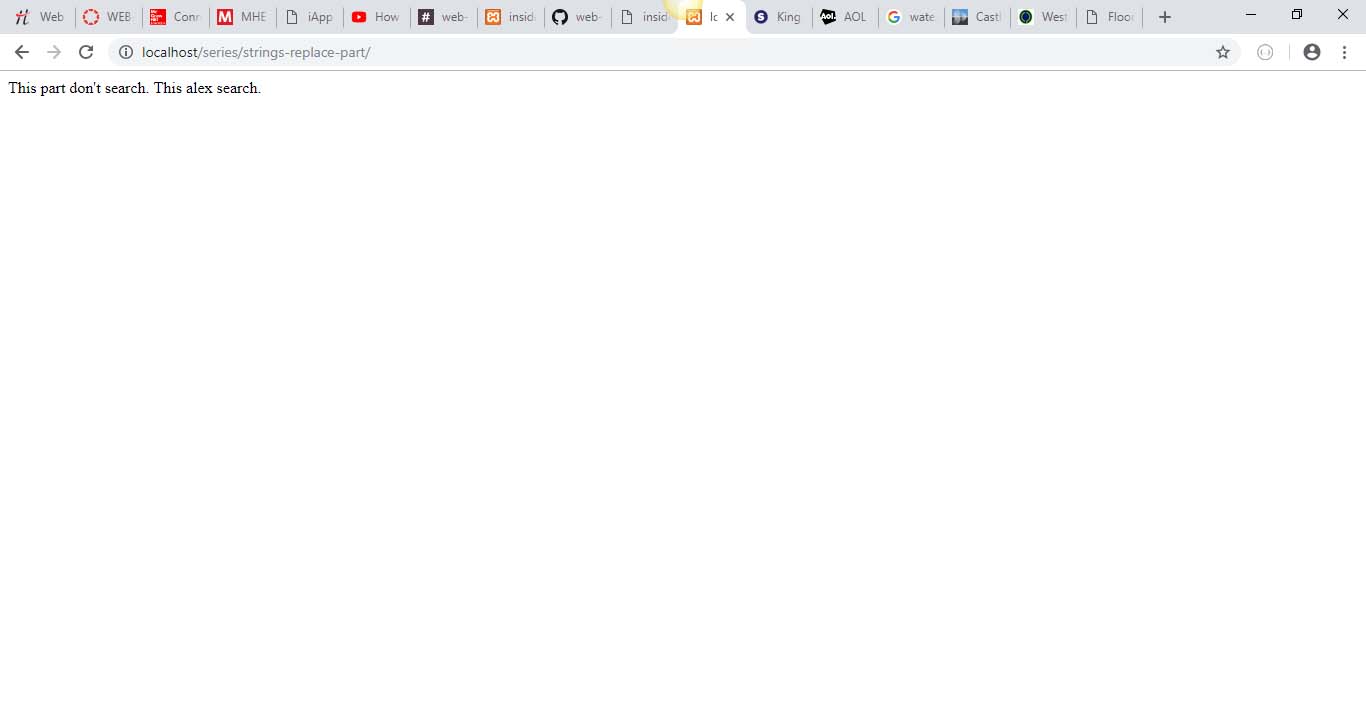 Web
WEB
Conn
MHE
iApp
How
# web-
insid
web-
insid
lc
S King
Aol. AOL
G wate
Castl
West
Floor
localhost/series/strings-replace-part/
This part don't search. This alex search.